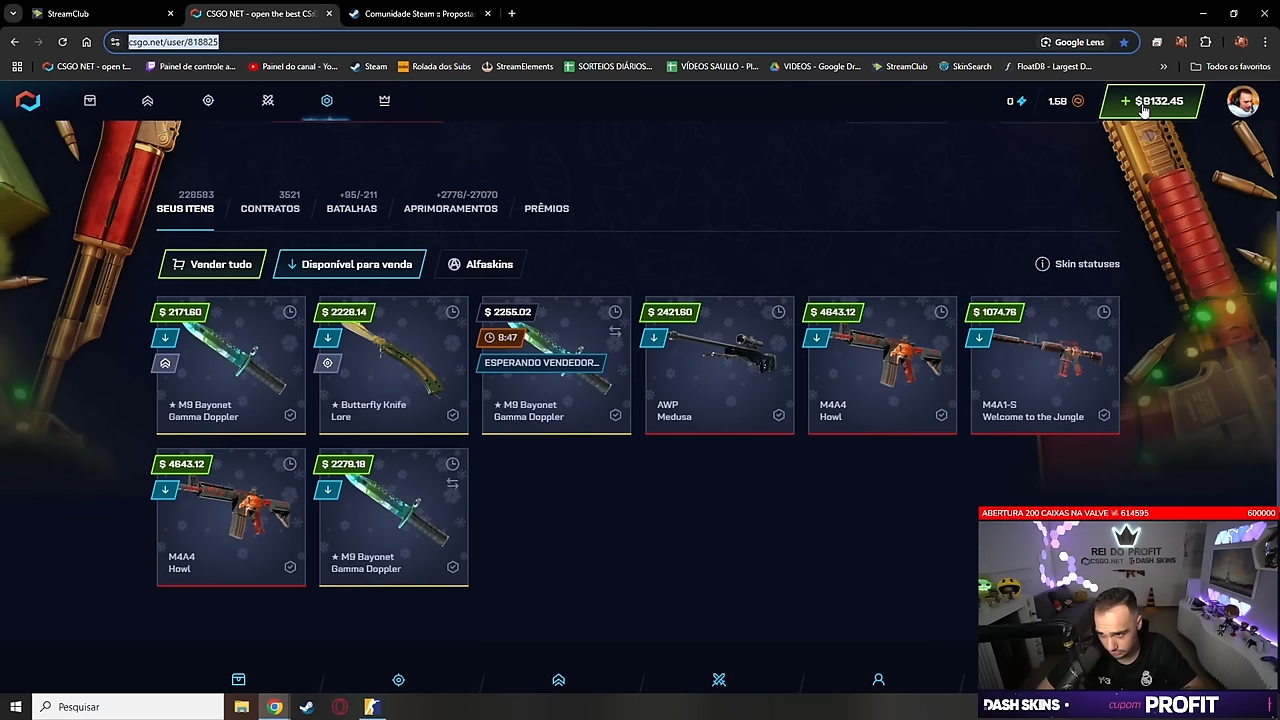 StreamClub
CSGO NET - open the best CS:G
Comunidade Steam :: Proposta
csgo.net/user/818825
Google Lens
CSGO NET - open t...
Painel de controle a...
Painel do canal - Yo...
Steam
Rolada dos Subs
StreamElements
SORTEIOS DIÁRIOS...
VÍDEOS SAULLO - Pl...
VIDEOS - Google Dr...
StreamClub
SkinSearch
FloatDB - Largest D...
Todos os favoritos
0
1.58
+ $8132.45
228583
SEUS ITENS
3521
CONTRATOS
+95/-211
BATALHAS
+2776/-27070
APRIMORAMENTOS
PRÊMIOS
Vender tudo
Disponível para venda
Alfaskins
Skin statuses
$ 2171.60
★ M9 Bayonet
Gamma Doppler
$ 2228.14
★ Butterfly Knife
Lore
$ 2255.02
8:47
ESPERANDO VENDEDOR...
★ M9 Bayonet
Gamma Doppler
$ 2421.60
AWP
Medusa
$ 4643.12
M4A4
Howl
$ 1074.76
M4A1-S
Welcome to the Jungle
$ 4643.12
M4A4
Howl
$ 2279.18
★ M9 Bayonet
Gamma Doppler
ABERTURA 200 CAIXAS NA VALVE 614595
600000
REI DO PROFIT
CSGO.NET DASH SKINS
DASH SKINS
cupom PROFIT
Pesquisar